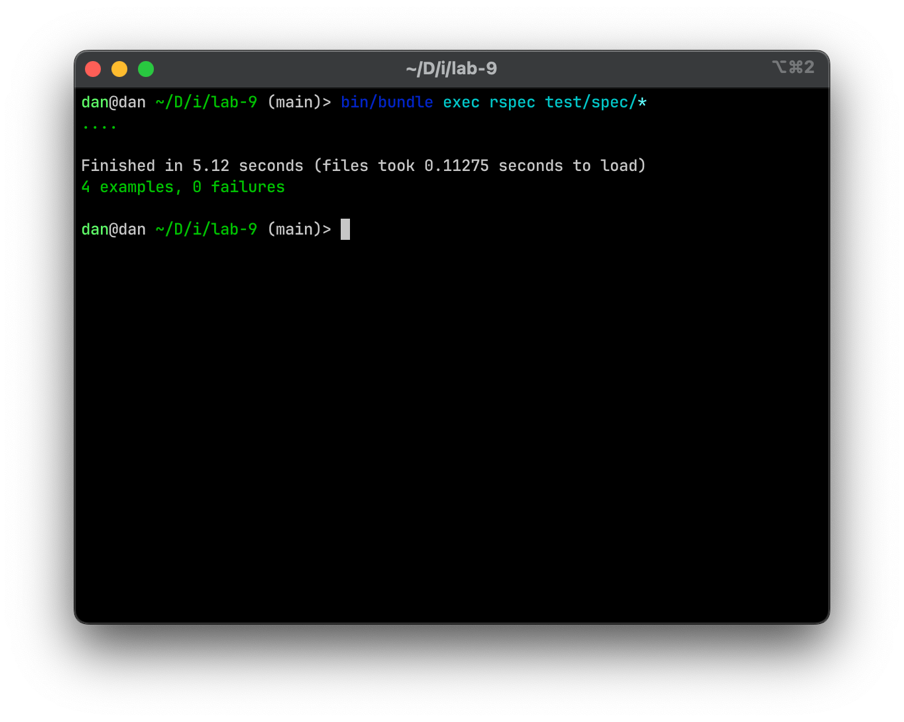 ~/D/i/lab-9
⌥⌘2
dan@dan ~/D/i/lab-9 (main)> bin/bundle exec rspec test/spec/*
....
Finished in 5.12 seconds (files took 0.11275 seconds to load)
4 examples, 0 failures
dan@dan ~/D/i/lab-9 (main)>